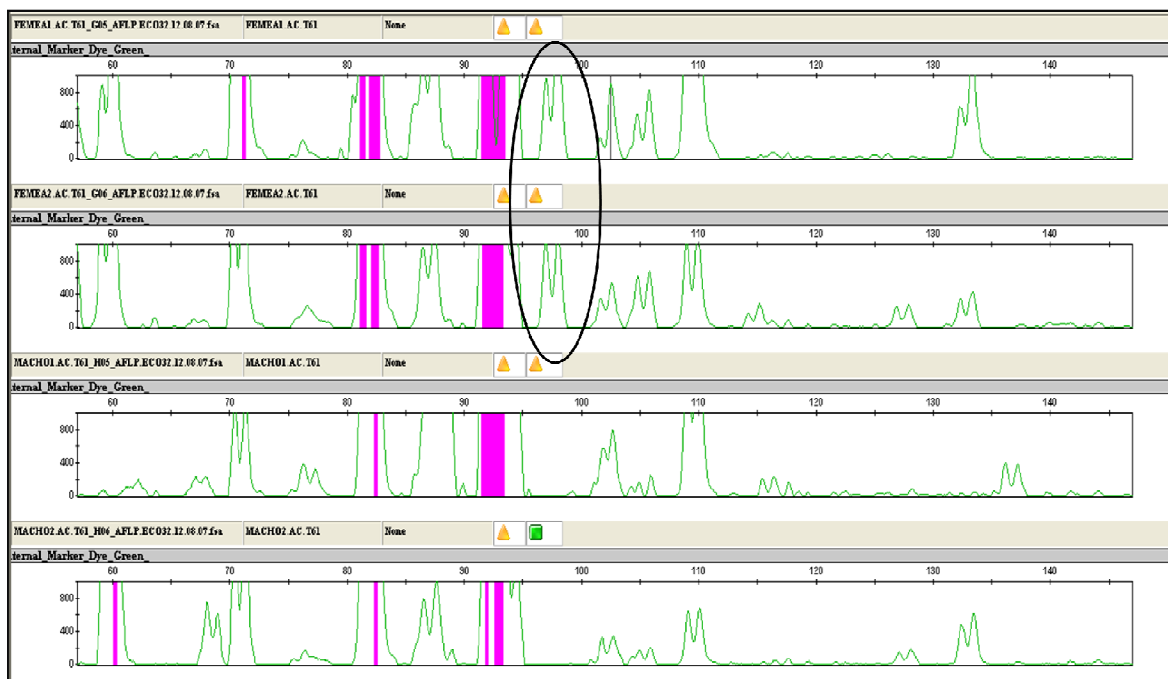 FEMEA1.AC.T61_G05_AFLP.ECO32.12.08.07.fsa FEMEA1.AC.T61 None
ternal_Marker_Dye_Green_
60 70 80 90 100 110 120 130 140
800
400
0
FEMEA2.AC.T61_G06_AFLP.ECO32.12.08.07.fsa FEMEA2.AC.T61 None
ternal_Marker_Dye_Green_
60 70 80 90 100 110 120 130 140
800
400
0
MACHO1.AC.T61_H05_AFLP.ECO32.12.08.07.fsa MACHO1.AC.T61 None
ternal_Marker_Dye_Green_
60 70 80 90 100 110 120 130 140
800
400
0
MACHO2.AC.T61_H06_AFLP.ECO32.12.08.07.fsa MACHO2.AC.T61 None
ternal_Marker_Dye_Green_
60 70 80 90 100 110 120 130 140
800
400
0